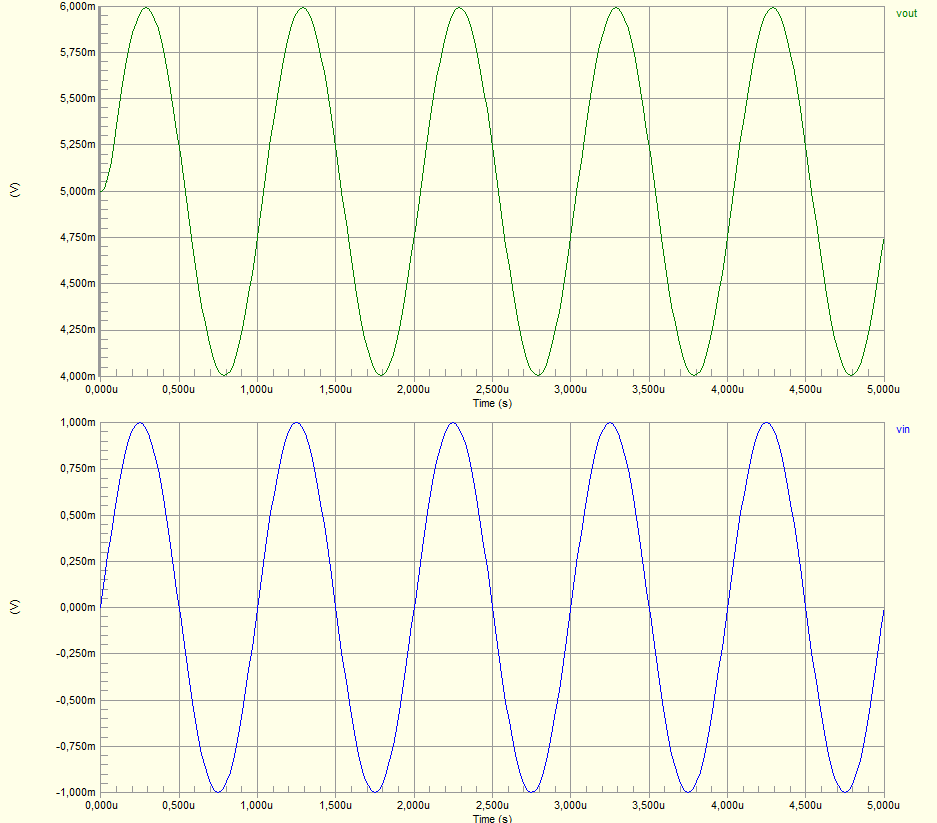 vout
6,000m
5,750m
5,500m
5,250m
5,000m
4,750m
4,500m
4,250m
4,000m
(V)
0,000u 0,500u 1,000u 1,500u 2,000u 2,500u 3,000u 3,500u 4,000u 4,500u 5,000u
Time (s)
vin
1,000m
0,750m
0,500m
0,250m
0,000m
-0,250m
-0,500m
-0,750m
-1,000m
(V)
0,000u 0,500u 1,000u 1,500u 2,000u 2,500u 3,000u 3,500u 4,000u 4,500u 5,000u
Time (s)